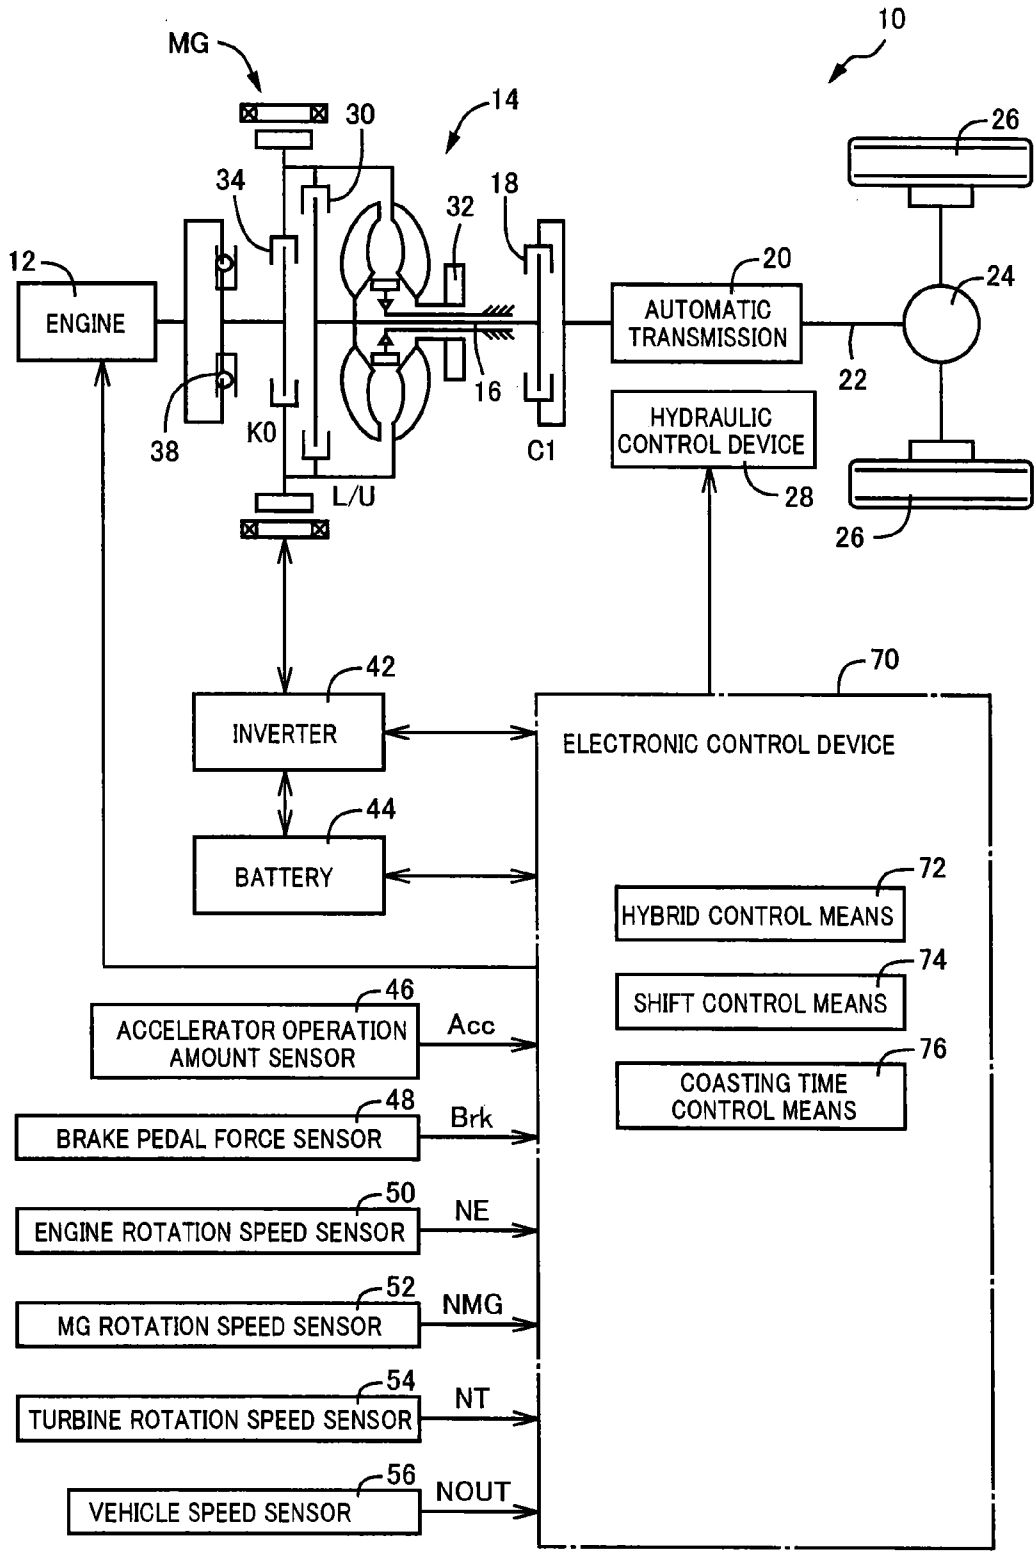 10
MG
14
30
26
34
32
18
12
20
24
ENGINE
AUTOMATIC
TRANSMISSION
16
22
38
K0
C1
HYDRAULIC
CONTROL DEVICE
L/U
28
26
42
70
INVERTER
ELECTRONIC CONTROL DEVICE
44
BATTERY
72
HYBRID CONTROL MEANS
74
SHIFT CONTROL MEANS
76
COASTING TIME
CONTROL MEANS
46
ACCELERATOR OPERATION
AMOUNT SENSOR
Acc
48
BRAKE PEDAL FORCE SENSOR
Brk
50
ENGINE ROTATION SPEED SENSOR
NE
52
MG ROTATION SPEED SENSOR
NMG
54
TURBINE ROTATION SPEED SENSOR
NT
56
VEHICLE SPEED SENSOR
NOUT